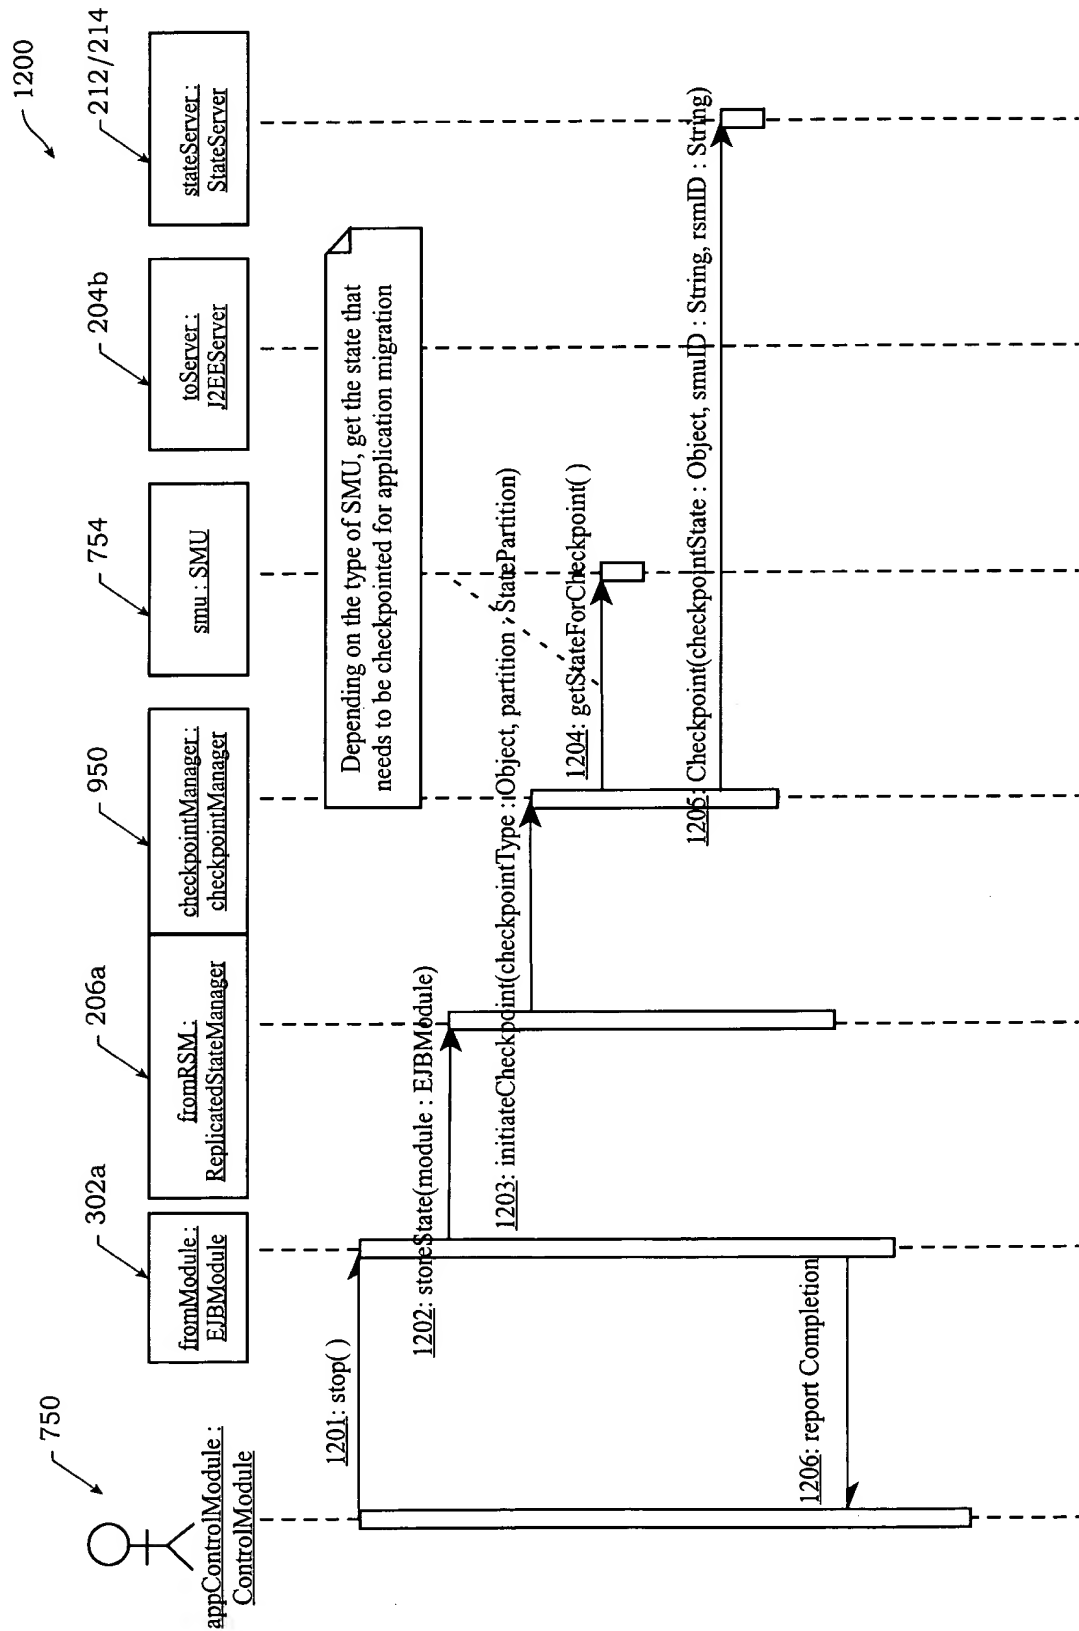 1200
750
302a
206a
950
754
204b
212/214
appControlModule :
ControlModule
fromModule :
EJBModule
fromRSM :
ReplicatedStateManager
checkpointManager :
checkpointManager
smu : SMU
toServer :
J2EEServer
stateServer :
StateServer
Depending on the type of SMU, get the state that
needs to be checkpointed for application migration
1201: stop( )
1202: storeState(module : EJBModule)
1203: initiateCheckpoint(checkpointType : Object, partition : StatePartition)
1204: getStateForCheckpoint( )
1205: Checkpoint(checkpointState : Object, smuID : String, rsmID : String)
1206: report Completion